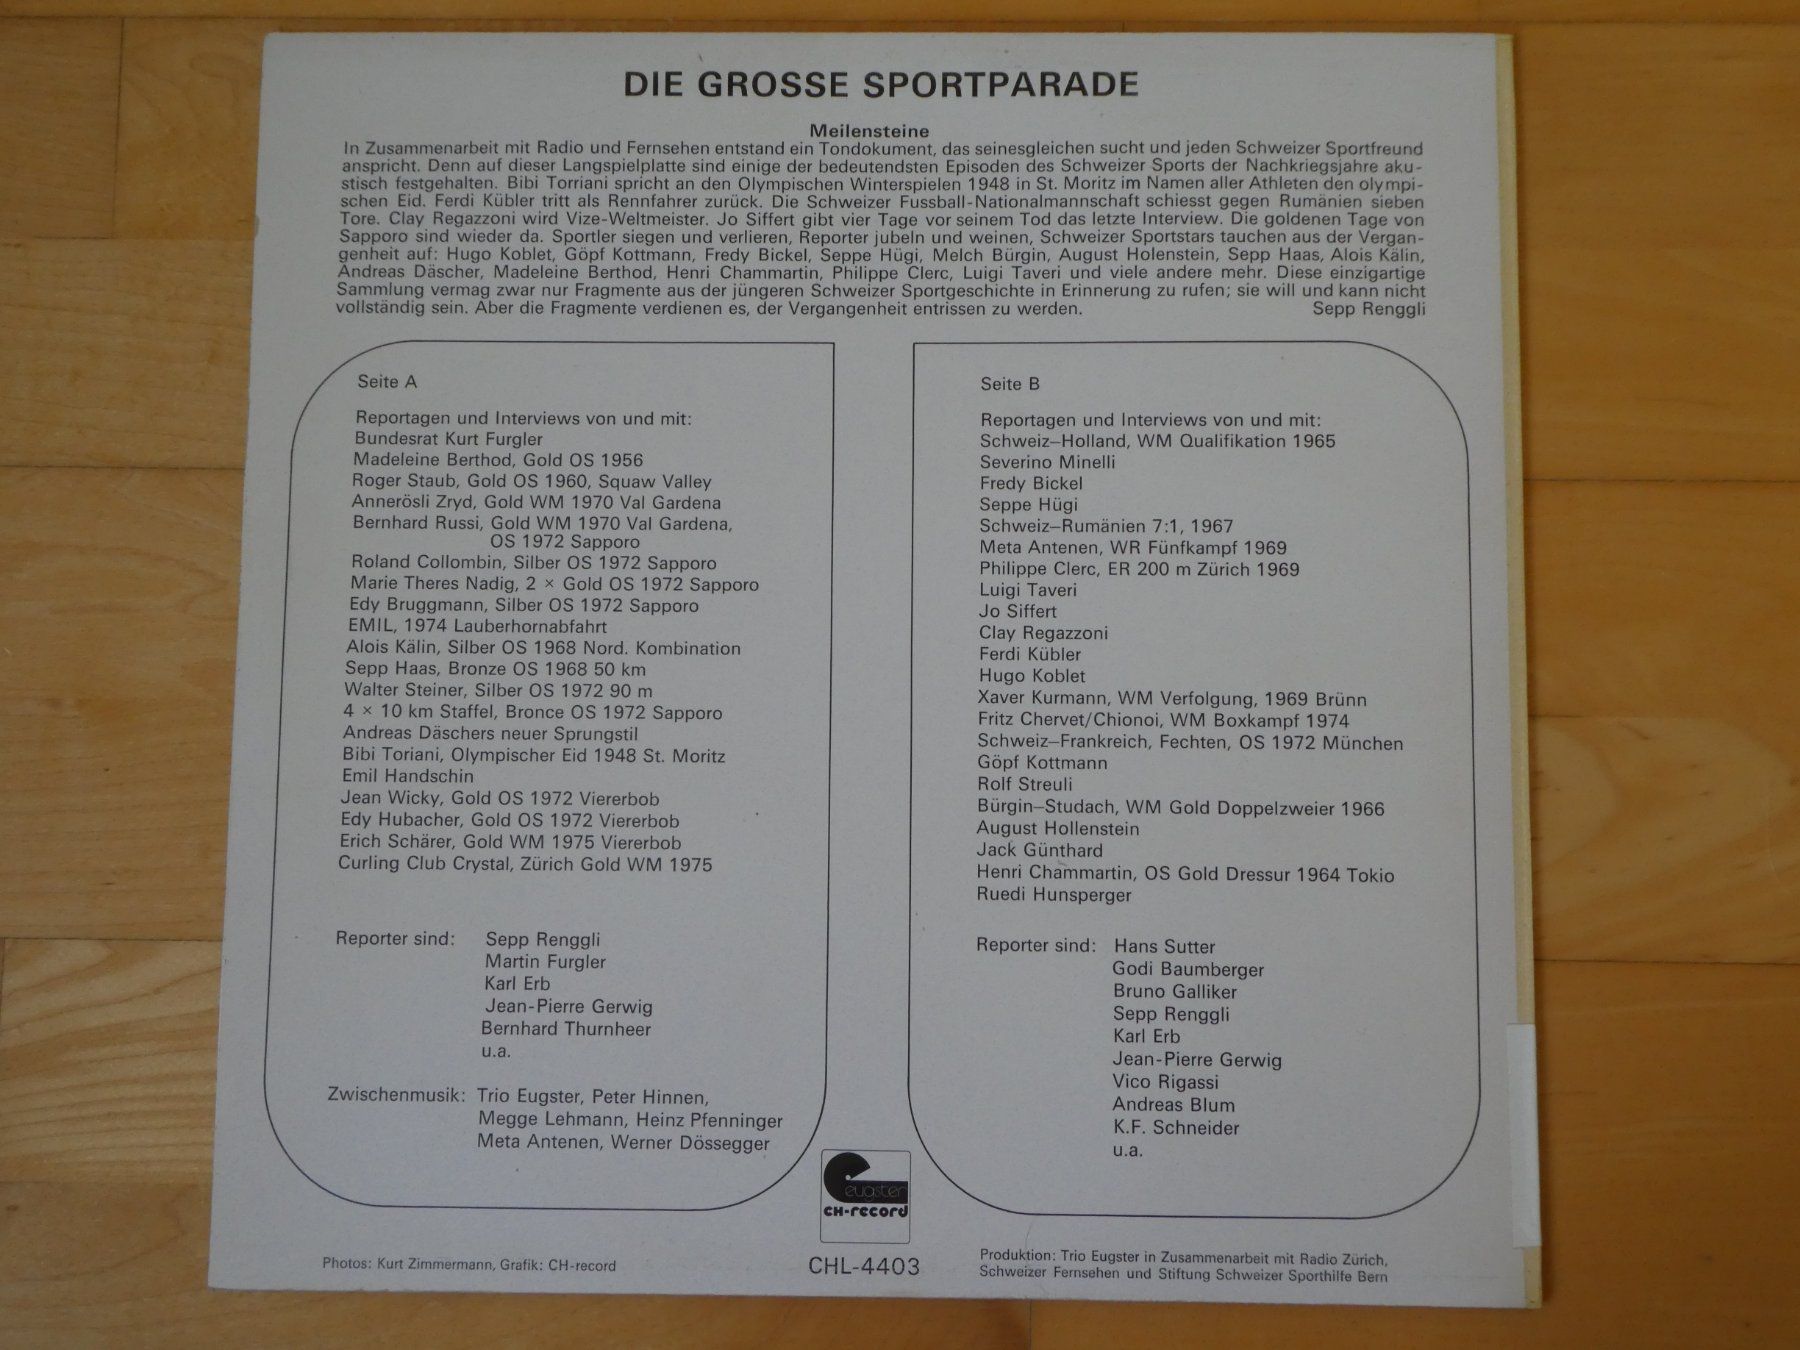 DIE GROSSE SPORTPARADE
Meilensteine
In Zusammenarbeit mit Radio und Fernsehen entstand ein Tondokument, das seinesgleichen sucht und jeden Schweizer Sportfreund
anspricht. Denn auf dieser Langspielplatte sind einige der bedeutendsten Episoden des Schweizer Sports der Nachkriegsjahre aku-
stisch festgehalten. Bibi Torriani spricht an den Olympischen Winterspielen 1948 in St. Moritz im Namen aller Athleten den olympi-
schen Eid. Ferdi Kübler tritt als Rennfahrer zurück. Die Schweizer Fussball-Nationalmannschaft schiesst gegen Rumänien sieben
Tore. Clay Regazzoni wird Vize-Weltmeister. Jo Siffert gibt vier Tage vor seinem Tod das letzte Interview. Die goldenen Tage von
Sapporo sind wieder da. Sportler siegen und verlieren, Reporter jubeln und weinen, Schweizer Sportstars tauchen aus der Vergan-
genheit auf: Hugo Koblet, Göpf Kottmann, Fredy Bickel, Seppe Hügi, Melch Bürgin, August Holenstein, Sepp Haas, Alois Kälin,
Andreas Däscher, Madeleine Berthod, Henri Chammartin, Philippe Clerc, Luigi Taveri und viele andere mehr. Diese einzigartige
Sammlung vermag zwar nur Fragmente aus der jüngeren Schweizer Sportgeschichte in Erinnerung zu rufen; sie will und kann nicht
vollständig sein. Aber die Fragmente verdienen es, der Vergangenheit entrissen zu werden. Sepp Renggli
Seite A
Reportagen und Interviews von und mit:
Bundesrat Kurt Furgler
Madeleine Berthod, Gold OS 1956
Roger Staub, Gold OS 1960, Squaw Valley
Annerösli Zryd, Gold WM 1970 Val Gardena
Bernhard Russi, Gold WM 1970 Val Gardena,
OS 1972 Sapporo
Roland Collombin, Silber OS 1972 Sapporo
Marie Theres Nadig, 2 × Gold OS 1972 Sapporo
Edy Bruggmann, Silber OS 1972 Sapporo
EMIL, 1974 Lauberhornabfahrt
Alois Kälin, Silber OS 1968 Nord. Kombination
Sepp Haas, Bronze OS 1968 50 km
Walter Steiner, Silber OS 1972 90 m
4 × 10 km Staffel, Bronce OS 1972 Sapporo
Andreas Däschers neuer Sprungstil
Bibi Toriani, Olympischer Eid 1948 St. Moritz
Emil Handschin
Jean Wicky, Gold OS 1972 Viererbob
Edy Hubacher, Gold OS 1972 Viererbob
Erich Schärer, Gold WM 1975 Viererbob
Curling Club Crystal, Zürich Gold WM 1975
Reporter sind: Sepp Renggli
Martin Furgler
Karl Erb
Jean-Pierre Gerwig
Bernhard Thurnheer
u.a.
Zwischenmusik: Trio Eugster, Peter Hinnen,
Megge Lehmann, Heinz Pfenninger
Meta Antenen, Werner Dössegger
Seite B
Reportagen und Interviews von und mit:
Schweiz–Holland, WM Qualifikation 1965
Severino Minelli
Fredy Bickel
Seppe Hügi
Schweiz–Rumänien 7:1, 1967
Meta Antenen, WR Fünfkampf 1969
Philippe Clerc, ER 200 m Zürich 1969
Luigi Taveri
Jo Siffert
Clay Regazzoni
Ferdi Kübler
Hugo Koblet
Xaver Kurmann, WM Verfolgung, 1969 Brünn
Fritz Chervet/Chionoi, WM Boxkampf 1974
Schweiz–Frankreich, Fechten, OS 1972 München
Göpf Kottmann
Rolf Streuli
Bürgin–Studach, WM Gold Doppelzweier 1966
August Hollenstein
Jack Günthard
Henri Chammartin, OS Gold Dressur 1964 Tokio
Ruedi Hunsperger
Reporter sind: Hans Sutter
Godi Baumberger
Bruno Galliker
Sepp Renggli
Karl Erb
Jean-Pierre Gerwig
Vico Rigassi
Andreas Blum
K.F. Schneider
u.a.
eugster
CH-record
Photos: Kurt Zimmermann, Grafik: CH-record
CHL-4403
Produktion: Trio Eugster in Zusammenarbeit mit Radio Zürich,
Schweizer Fernsehen und Stiftung Schweizer Sporthilfe Bern